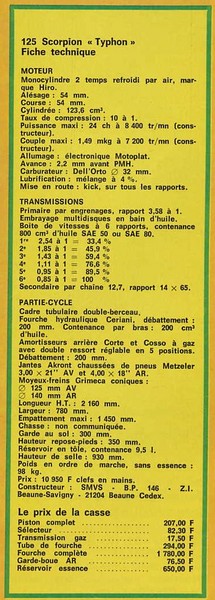 125 Scorpion « Typhon »
Fiche technique
MOTEUR
Monocylindre 2 temps refroidi par air, mar-
que Hiro.
Alésage : 54 mm.
Course : 54 mm.
Cylindrée : 123,6 cm³.
Taux de compression : 10 à 1.
Puissance maxi : 24 ch à 8 400 tr/mn (cons-
tructeur).
Couple maxi : 1,49 mkg à 7 200 tr/mn (cons-
tructeur).
Allumage : électronique Motoplat.
Avance : 2,2 mm avant PMH.
Carburateur : Dell'Orto Ø 32 mm.
Lubrification : mélange à 4 %.
Mise en route : kick, sur tous les rapports.
TRANSMISSIONS
Primaire par engrenages, rapport 3,58 à 1.
Embrayage multidisques en bain d'huile.
Boîte de vitesses à 6 rapports, contenance
800 cm³ d'huile SAE 50 ou SAE 80.
1re 2,54 à 1 = 33,4 %
2e 1,85 à 1 = 45,9 %
3e 1,43 à 1 = 59,4 %
4e 1,11 à 1 = 76,6 %
5e 0,95 à 1 = 89,5 %
6e 0,85 à 1 = 100 %
Secondaire par chaîne 12,7, rapport 14 × 65.
PARTIE-CYCLE
Cadre tubulaire double-berceau,
Fourche hydraulique Ceriani, débattement :
200 mm. Contenance par bras : 200 cm³
d'huile.
Amortisseurs arrière Corte et Cosso à gaz
avec double ressort réglable en 5 positions.
Débattement : 200 mm.
Jantes Akront chaussées de pneus Metzeler
3,00 × 21" AV et 4,00 × 18" AR.
Moyeux-freins Grimeca coniques :
Ø 125 mm AV
Ø 140 mm AR
Longueur H.T. : 2 160 mm.
Largeur : 780 mm.
Empattement maxi : 1 450 mm.
Chasse : non communiquée.
Garde au sol : 300 mm.
Hauteur repose-pieds : 350 mm.
Réservoir en tôle, contenance 9,5 l.
Hauteur de selle : 930 mm.
Poids en ordre de marche, sans essence :
98 kg.
Prix : 10 950 F clefs en mains.
Constructeur : SMVS - B.P. 146 - Z.I.
Beaune-Savigny - 21204 Beaune Cedex.
Le prix de la casse
Piston complet 207,00 F
Sélecteur 82,30 F
Transmission gaz 17,50 F
Tube de fourche 294,00 F
Fourche complète 1 780,00 F
Garde-boue AR 76,50 F
Réservoir essence 650,00 F